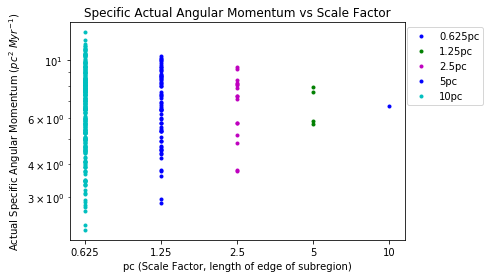 Specific Actual Angular Momentum vs Scale Factor
Actual Specific Angular Momentum (pc² Myr⁻¹)
10¹
6 × 10⁰
4 × 10⁰
3 × 10⁰
0.625 1.25 2.5 5 10
pc (Scale Factor, length of edge of subregion)
0.625pc
1.25pc
2.5pc
5pc
10pc